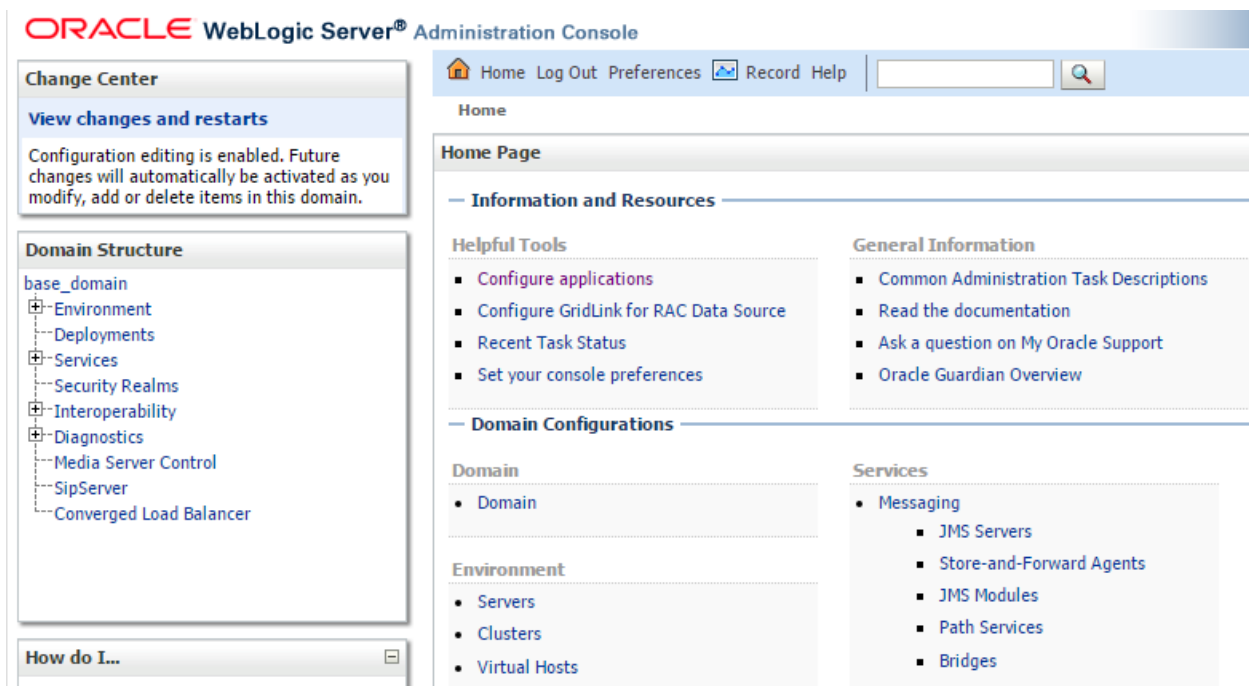 ORACLE WebLogic Server® Administration Console
Change Center
View changes and restarts
Configuration editing is enabled. Future
changes will automatically be activated as you
modify, add or delete items in this domain.
Domain Structure
base_domain
Environment
Deployments
Services
Security Realms
Interoperability
Diagnostics
Media Server Control
SipServer
Converged Load Balancer
How do I...
Home Log Out Preferences Record Help
Home
Home Page
Information and Resources
Helpful Tools
Configure applications
Configure GridLink for RAC Data Source
Recent Task Status
Set your console preferences
General Information
Common Administration Task Descriptions
Read the documentation
Ask a question on My Oracle Support
Oracle Guardian Overview
Domain Configurations
Domain
Domain
Environment
Servers
Clusters
Virtual Hosts
Services
Messaging
JMS Servers
Store-and-Forward Agents
JMS Modules
Path Services
Bridges